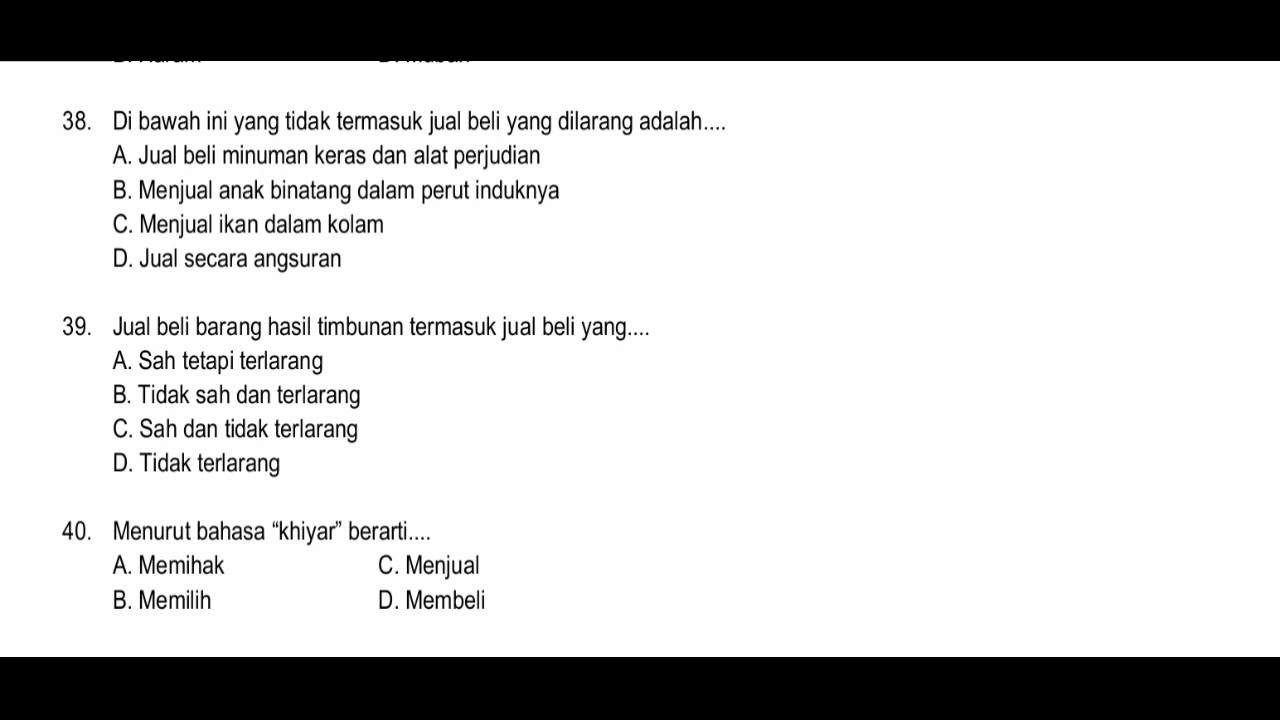 38. Di bawah ini yang tidak termasuk jual beli yang dilarang adalah....
A. Jual beli minuman keras dan alat perjudian
B. Menjual anak binatang dalam perut induknya
C. Menjual ikan dalam kolam
D. Jual secara angsuran
39. Jual beli barang hasil timbunan termasuk jual beli yang....
A. Sah tetapi terlarang
B. Tidak sah dan terlarang
C. Sah dan tidak terlarang
D. Tidak terlarang
40. Menurut bahasa “khiyar” berarti....
A. Memihak C. Menjual
B. Memilih D. Membeli